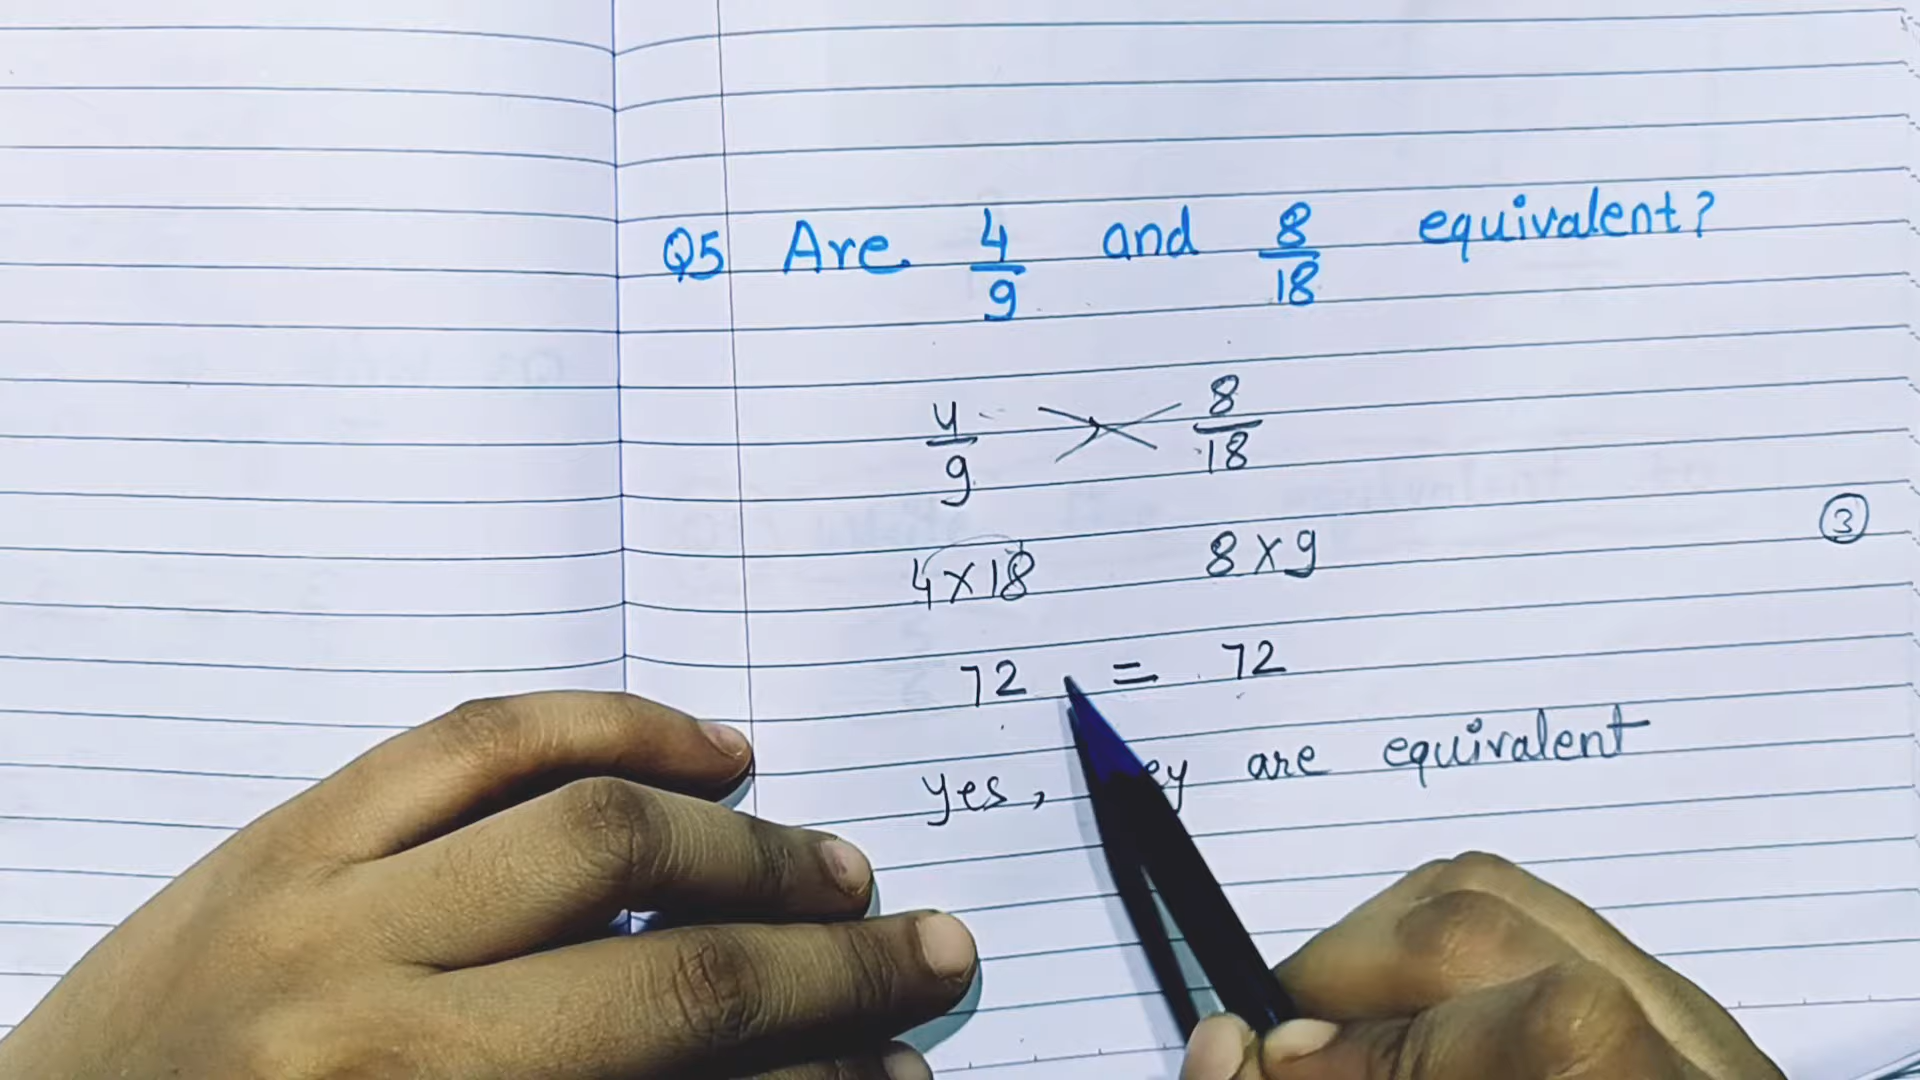 Q5 Are 4/9 and 8/18 equivalent?
4/9 8/18
③
4 × 18 8 × 9
72 = 72
yes, ey are equivalent